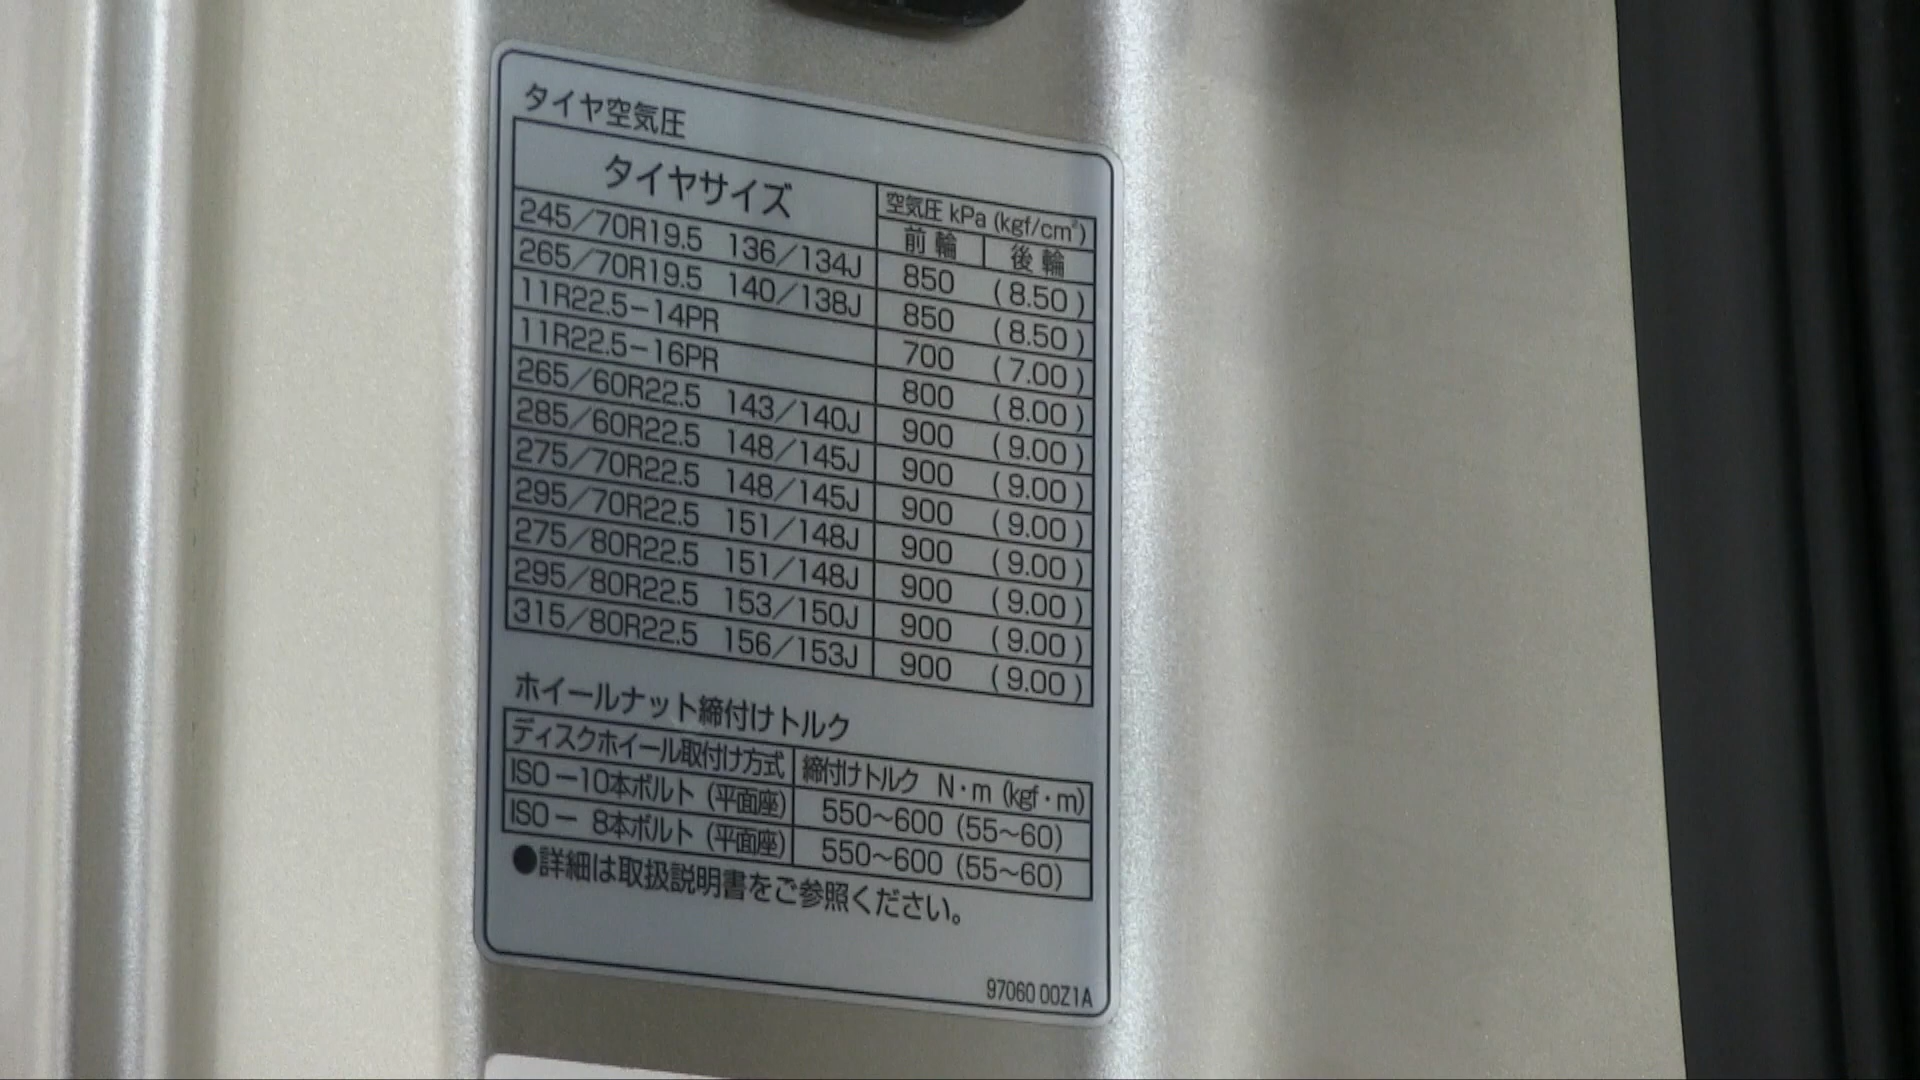 タイヤ空気圧
タイヤサイズ 空気圧 kPa (kgf/cm²)
前輪 後輪
245/70R19.5 136/134J 850 (8.50)
265/70R19.5 140/138J 850 (8.50)
11R22.5-14PR 700 (7.00)
11R22.5-16PR 800 (8.00)
265/60R22.5 143/140J 900 (9.00)
285/60R22.5 148/145J 900 (9.00)
275/70R22.5 148/145J 900 (9.00)
295/70R22.5 151/148J 900 (9.00)
275/80R22.5 151/148J 900 (9.00)
295/80R22.5 153/150J 900 (9.00)
315/80R22.5 156/153J 900 (9.00)
ホイールナット締付けトルク
ディスクホイール取付け方式 締付けトルク N・m (kgf・m)
ISO－10本ボルト (平面座) 550～600 (55～60)
ISO－ 8本ボルト (平面座) 550～600 (55～60)
●詳細は取扱説明書をご参照ください。
97060 00Z1A